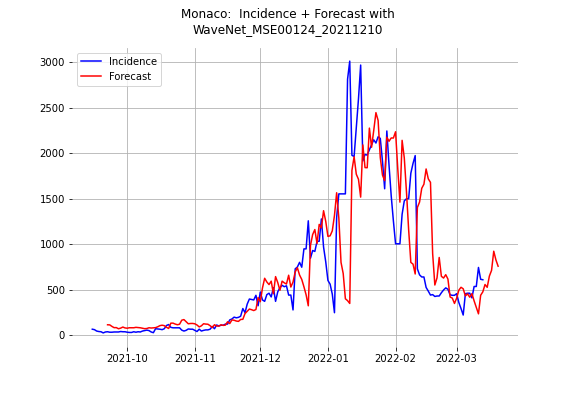 Monaco:  Incidence + Forecast with
WaveNet_MSE00124_20211210
Incidence
Forecast
3000
2500
2000
1500
1000
500
0
2021-10 2021-11 2021-12 2022-01 2022-02 2022-03